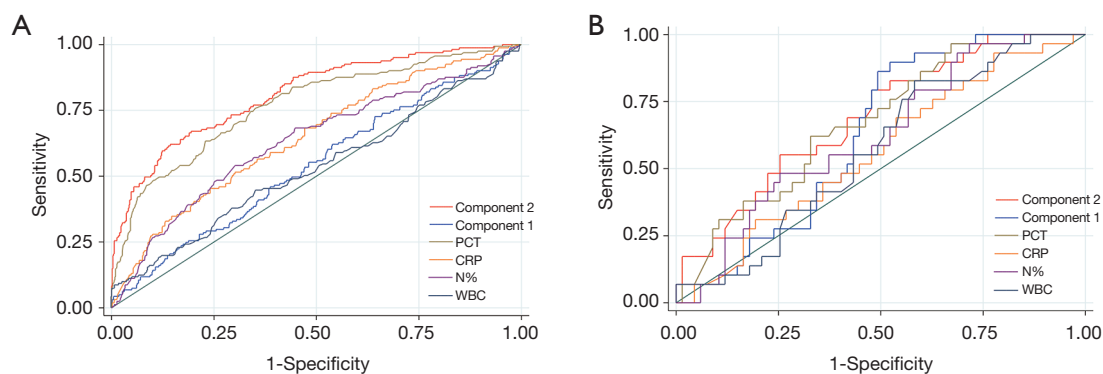 A
Sensitivity
1.00
0.75
0.50
0.25
0.00
Component 2
Component 1
PCT
CRP
N%
WBC
0.00 0.25 0.50 0.75 1.00
1-Specificity
B
Sensitivity
1.00
0.75
0.50
0.25
0.00
Component 2
Component 1
PCT
CRP
N%
WBC
0.00 0.25 0.50 0.75 1.00
1-Specificity